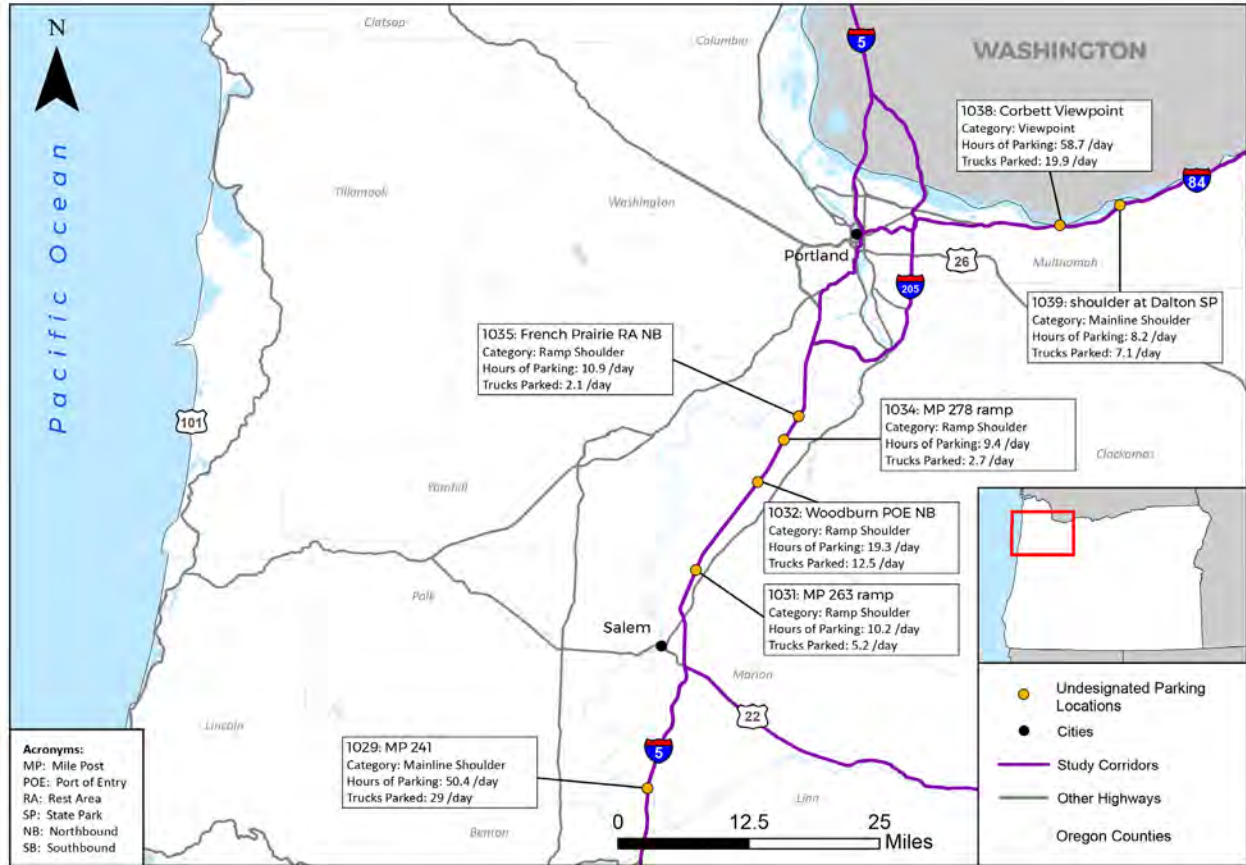 N
Clatsop
Columbia
5
WASHINGTON
1038: Corbett Viewpoint
Category: Viewpoint
Hours of Parking: 58.7 /day
Trucks Parked: 19.9 /day
84
Pacific Ocean
Tillamook
Washington
Portland
26
Multnomah
205
1039: shoulder at Dalton SP
Category: Mainline Shoulder
Hours of Parking: 8.2 /day
Trucks Parked: 7.1 /day
1035: French Prairie RA NB
Category: Ramp Shoulder
Hours of Parking: 10.9 /day
Trucks Parked: 2.1 /day
101
1034: MP 278 ramp
Category: Ramp Shoulder
Hours of Parking: 9.4 /day
Trucks Parked: 2.7 /day
Clackamas
Yamhill
1032: Woodburn POE NB
Category: Ramp Shoulder
Hours of Parking: 19.3 /day
Trucks Parked: 12.5 /day
1031: MP 263 ramp
Category: Ramp Shoulder
Hours of Parking: 10.2 /day
Trucks Parked: 5.2 /day
Polk
Salem
Marion
22
Lincoln
1029: MP 241
Category: Mainline Shoulder
Hours of Parking: 50.4 /day
Trucks Parked: 29 /day
5
Linn
Benton
Acronyms:
MP: Mile Post
POE: Port of Entry
RA: Rest Area
SP: State Park
NB: Northbound
SB: Southbound
0 12.5 25
Miles
Undesignated Parking
Locations
Cities
Study Corridors
Other Highways
Oregon Counties